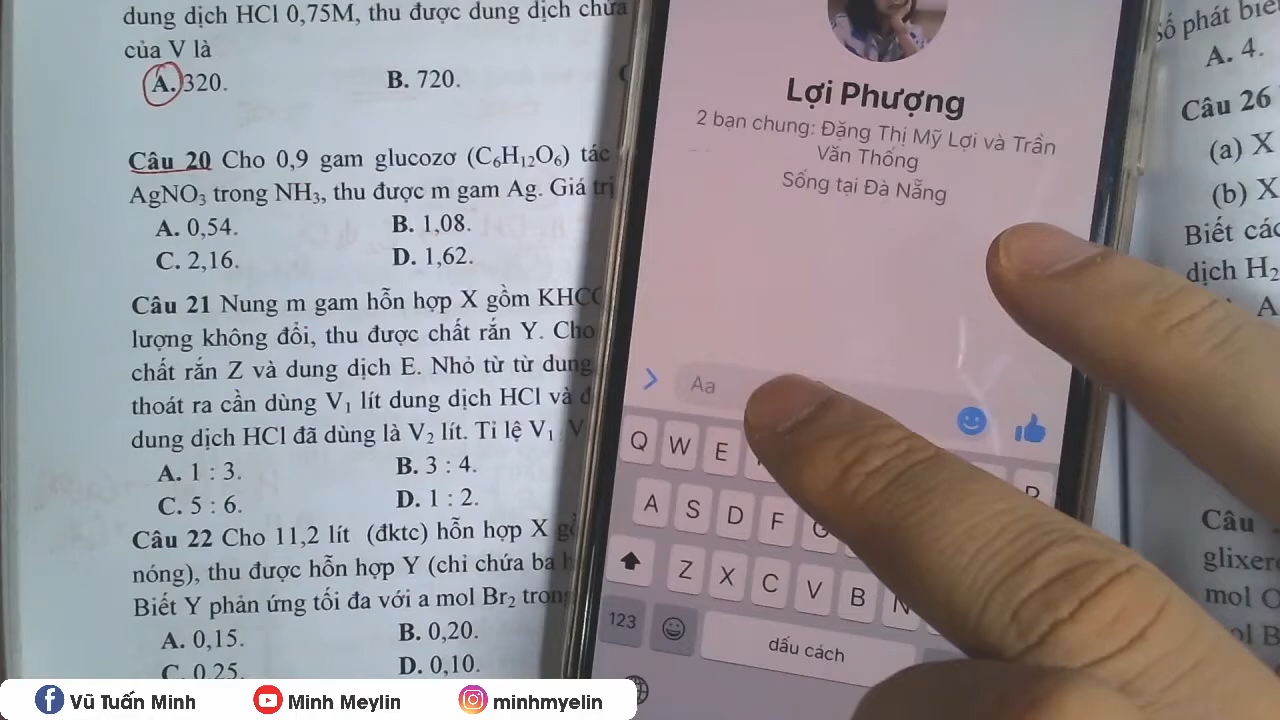 dung dịch HCl 0,75M, thu được dung dịch chứa
của V là
A. 320. B. 720.
Câu 20 Cho 0,9 gam glucozơ (C₆H₁₂O₆) tác
AgNO₃ trong NH₃, thu được m gam Ag. Giá trị
A. 0,54. B. 1,08.
C. 2,16. D. 1,62.
Câu 21 Nung m gam hỗn hợp X gồm
lượng không đổi, thu được chất rắn Y. Cho
chất rắn Z và dung dịch E. Nhỏ từ từ dung
thoát ra cần dùng V₁ lít dung dịch HCl và
dung dịch HCl đã dùng là V₂ lít. Tỉ lệ V₁
A. 1 : 3. B. 3 : 4.
C. 5 : 6. D. 1 : 2.
Câu 22 Cho 11,2 lít (đktc) hỗn hợp X
nóng), thu được hỗn hợp Y (chỉ chứa ba
Biết Y phản ứng tối đa với a mol Br₂ trong
A. 0,15. B. 0,20.
C. 0,25. D. 0,10.
Lợi Phượng
2 bạn chung: Đặng Thị Mỹ Lợi và Trần
Văn Thống
Sống tại Đà Nẵng
Aa
Q W E
A S D F
Z X C V B N
123 dấu cách
số phát biểu
A. 4.
Câu 26
(a) X
(b) X
Biết các
dịch H₂
A
Câu
mol
Vũ Tuấn Minh Minh Meylin minhmyelin